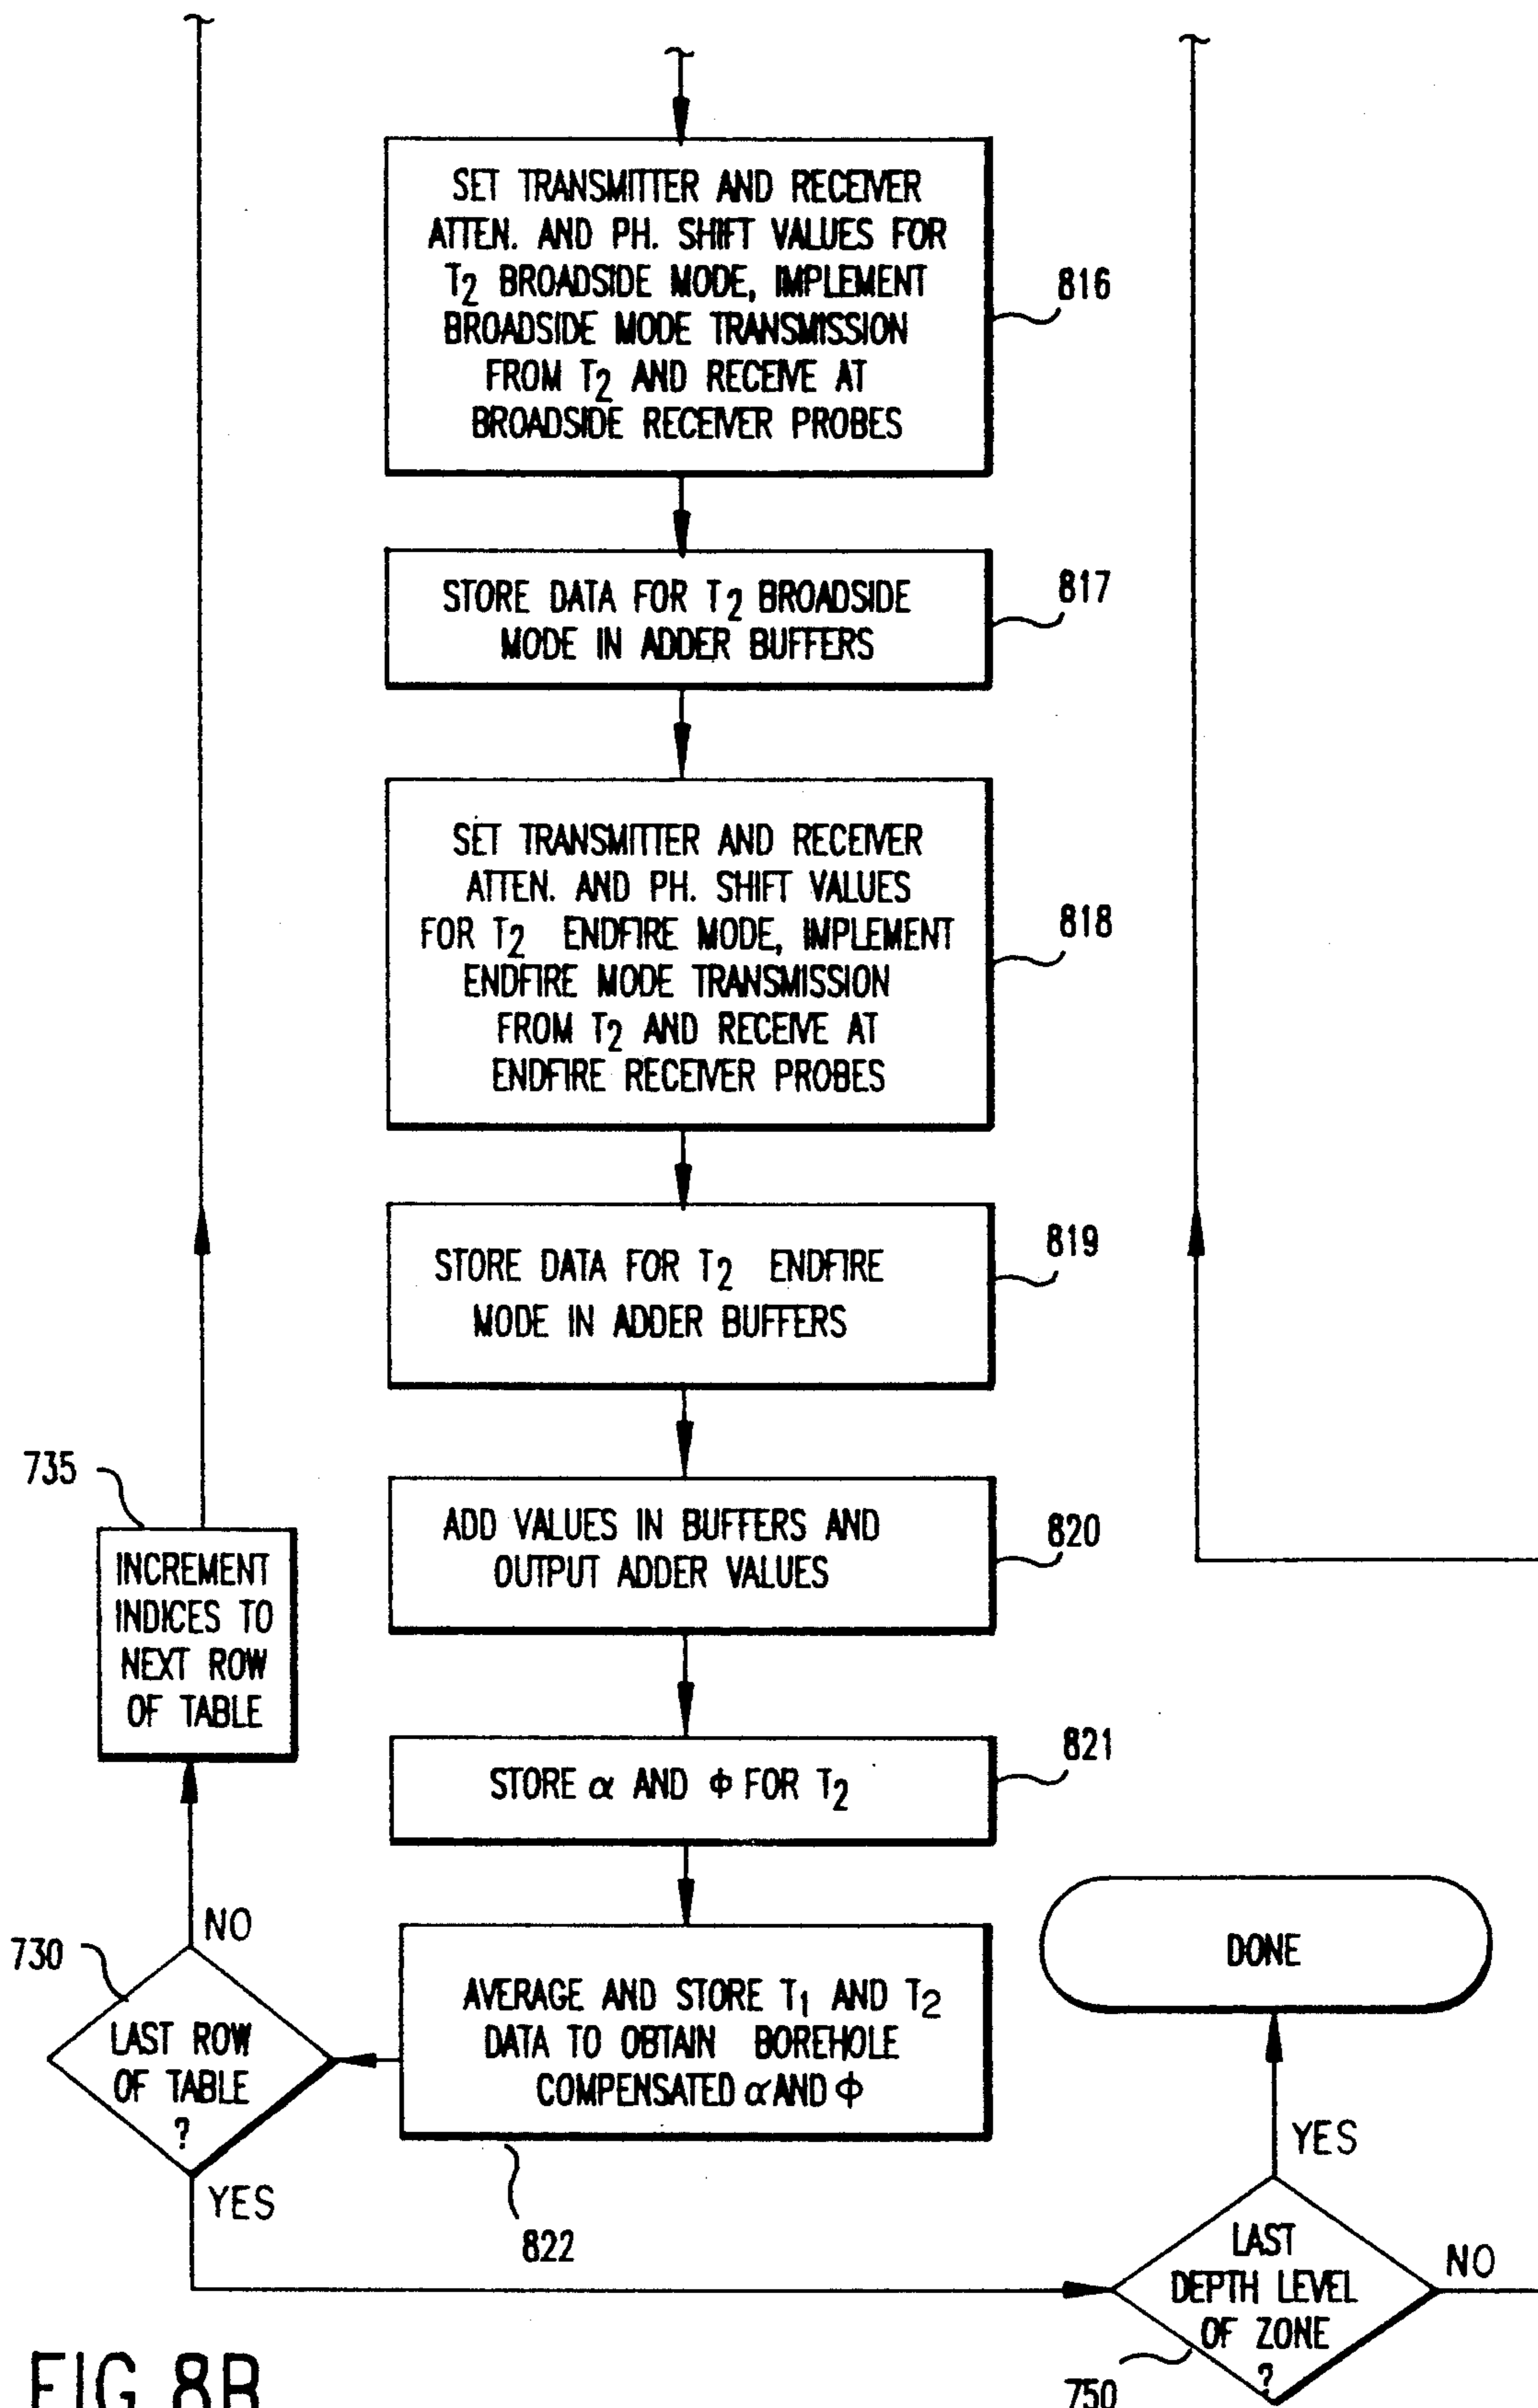 SET TRANSMITTER AND RECEIVER
ATTEN. AND PH. SHIFT VALUES FOR
T2 BROADSIDE MODE, IMPLEMENT
BROADSIDE MODE TRANSMISSION
FROM T2 AND RECEIVE AT
BROADSIDE RECEIVER PROBES
816
STORE DATA FOR T2 BROADSIDE
MODE IN ADDER BUFFERS
817
SET TRANSMITTER AND RECEIVER
ATTEN. AND PH. SHIFT VALUES
FOR T2 ENDFIRE MODE, IMPLEMENT
ENDFIRE MODE TRANSMISSION
FROM T2 AND RECEIVE AT
ENDFIRE RECEIVER PROBES
818
STORE DATA FOR T2 ENDFIRE
MODE IN ADDER BUFFERS
819
ADD VALUES IN BUFFERS AND
OUTPUT ADDER VALUES
820
735
INCREMENT
INDICES TO
NEXT ROW
OF TABLE
STORE α AND Φ FOR T2
821
NO
730
LAST ROW
OF TABLE
?
YES
AVERAGE AND STORE T1 AND T2
DATA TO OBTAIN BOREHOLE
COMPENSATED α AND Φ
822
DONE
YES
LAST
DEPTH LEVEL
OF ZONE
?
NO
750
FIG.8B